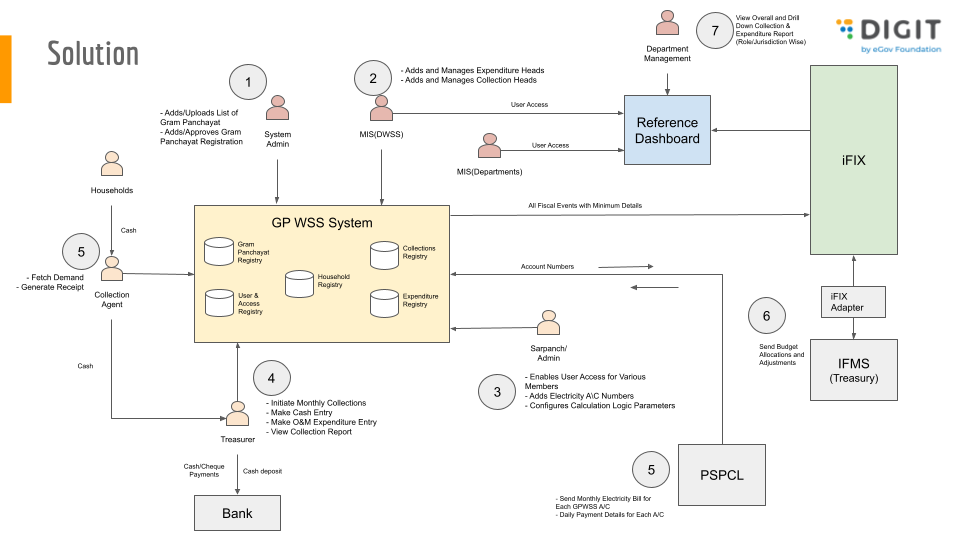 Solution
DIGIT
by eGov Foundation
7
View Overall and Drill
Down Collection &
Expenditure Report
(Role/Jurisdiction Wise)
Department
Management
1
2
- Adds and Manages Expenditure Heads
- Adds and Manages Collection Heads
- Adds/Uploads List of
Gram Panchayat
- Adds/Approves Gram
Panchayat Registration
System
Admin
MIS(DWSS)
User Access
MIS(Departments)
User Access
Reference
Dashboard
iFIX
Households
Cash
5
- Fetch Demand
- Generate Receipt
Collection
Agent
GP WSS System
Gram
Panchayat
Registry
Collections
Registry
Household
Registry
User &
Access
Registry
Expenditure
Registry
All Fiscal Events with Minimum Details
Account Numbers
iFIX
Adapter
6
Send Budget
Allocations and
Adjustments
IFMS
(Treasury)
Sarpanch/
Admin
3
- Enables User Access for Various
Members
- Adds Electricity A\C Numbers
- Configures Calculation Logic Parameters
Cash
4
- Initiate Monthly Collections
- Make Cash Entry
- Make O&M Expenditure Entry
- View Collection Report
Treasurer
Cash/Cheque
Payments
Cash deposit
Bank
5
PSPCL
- Send Monthly Electricity Bill for
Each GPWSS A/C
- Daily Payment Details for Each A/C